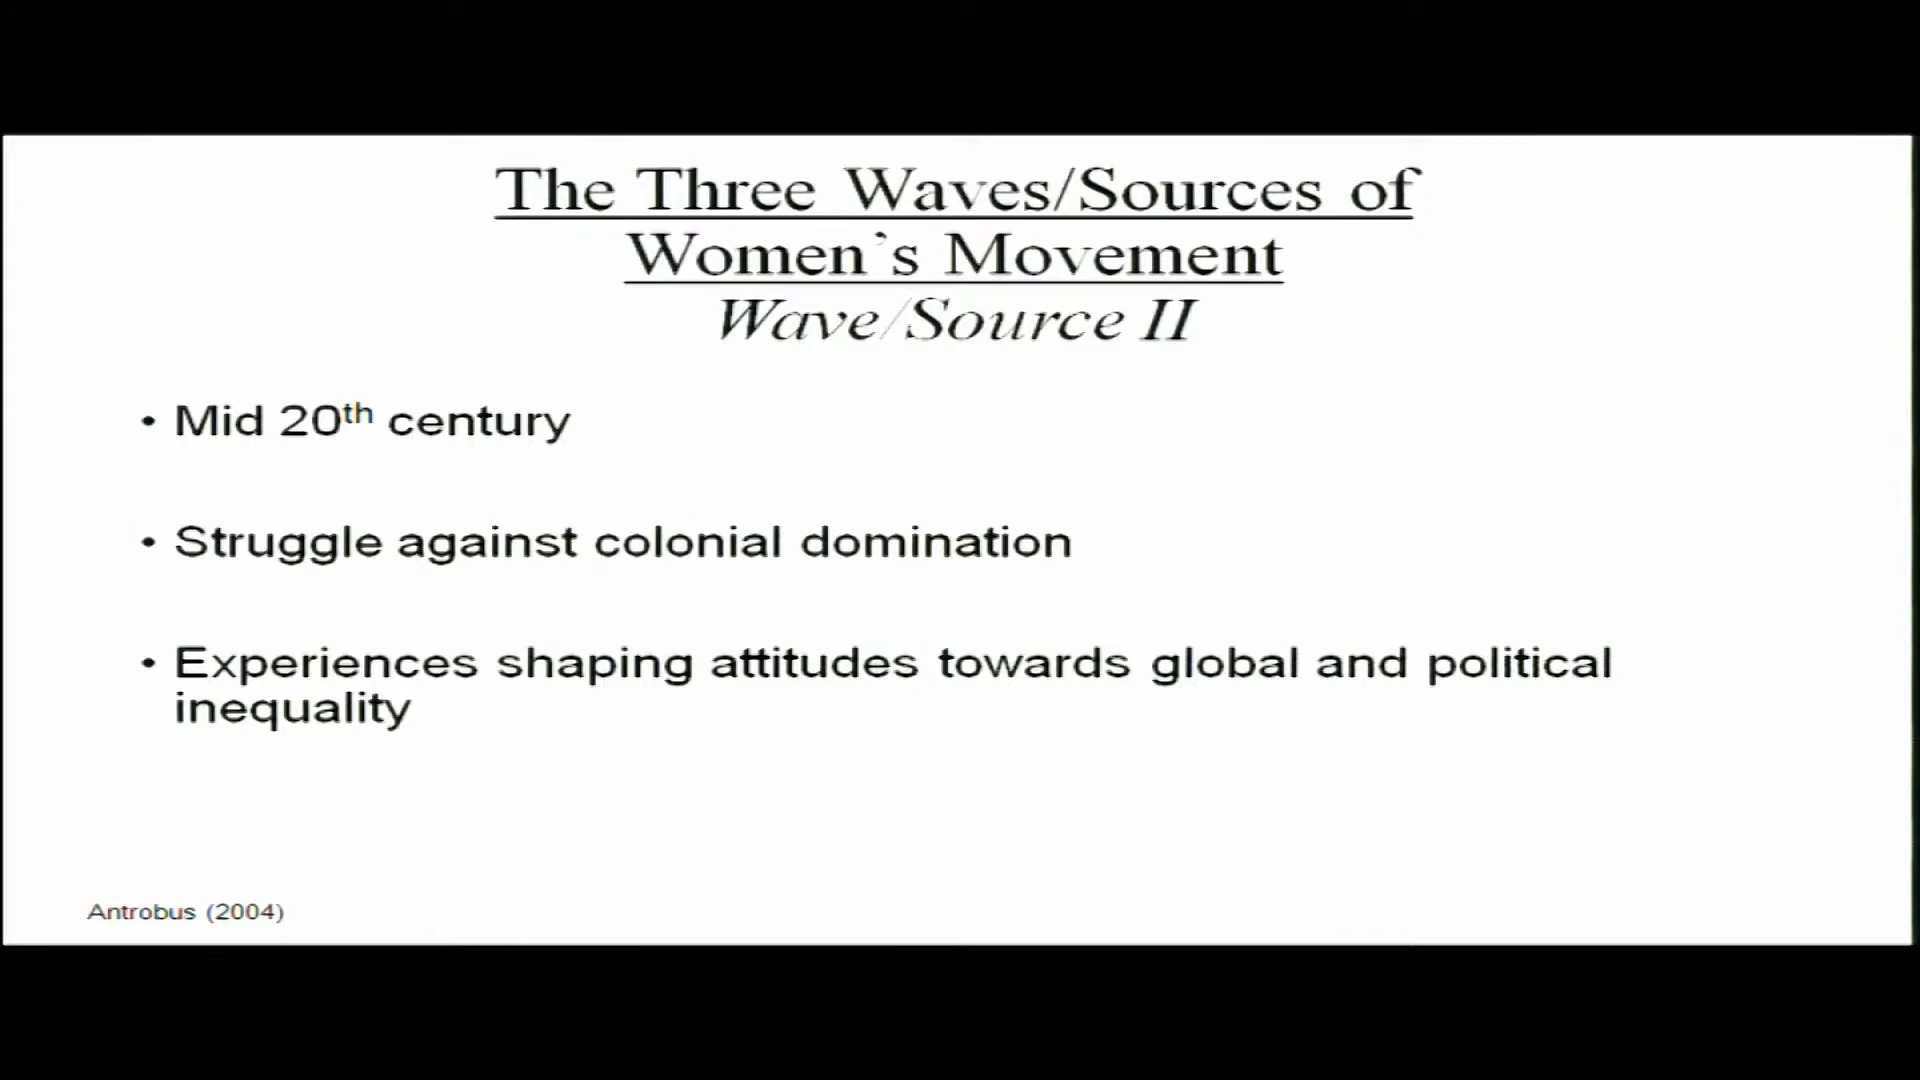 The Three Waves/Sources of
Women's Movement
Wave/Source II
• Mid 20th century
• Struggle against colonial domination
• Experiences shaping attitudes towards global and political
inequality
Antrobus (2004)